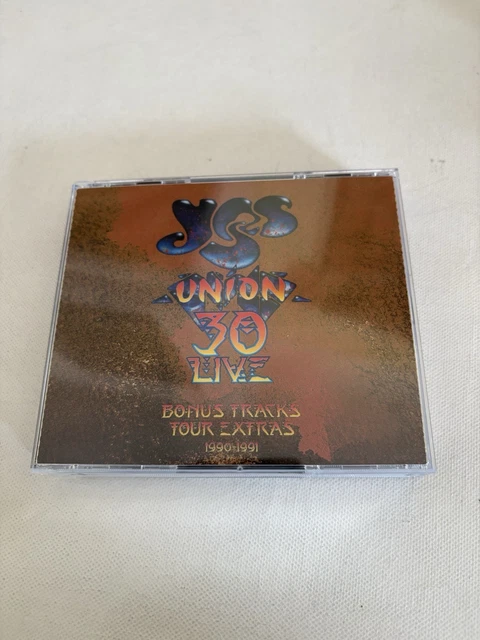 YES
UNION
30
LIVE
BONUS TRACKS
TOUR EXTRAS
1990-1991